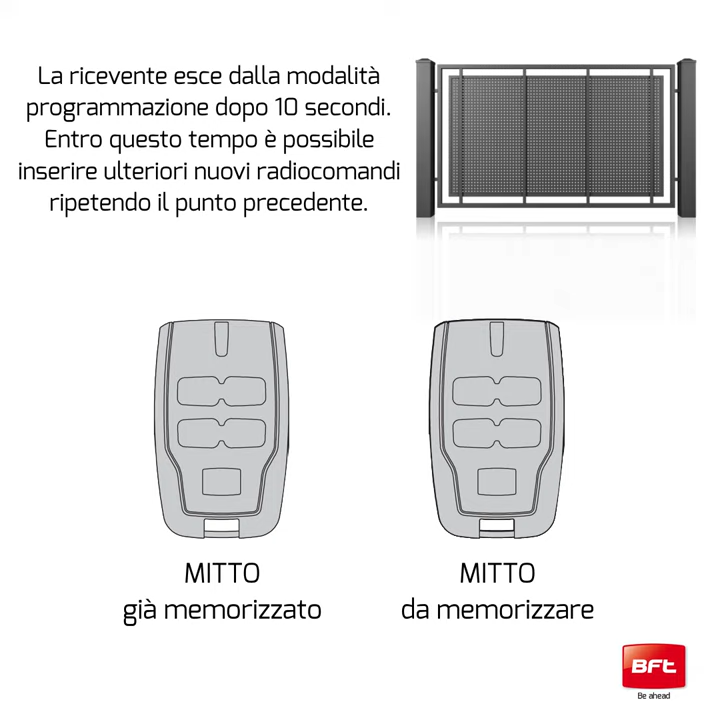 La ricevente esce dalla modalità
programmazione dopo 10 secondi.
Entro questo tempo è possibile
inserire ulteriori nuovi radiocomandi
ripetendo il punto precedente.
MITTO
già memorizzato
MITTO
da memorizzare
BFT
Be ahead